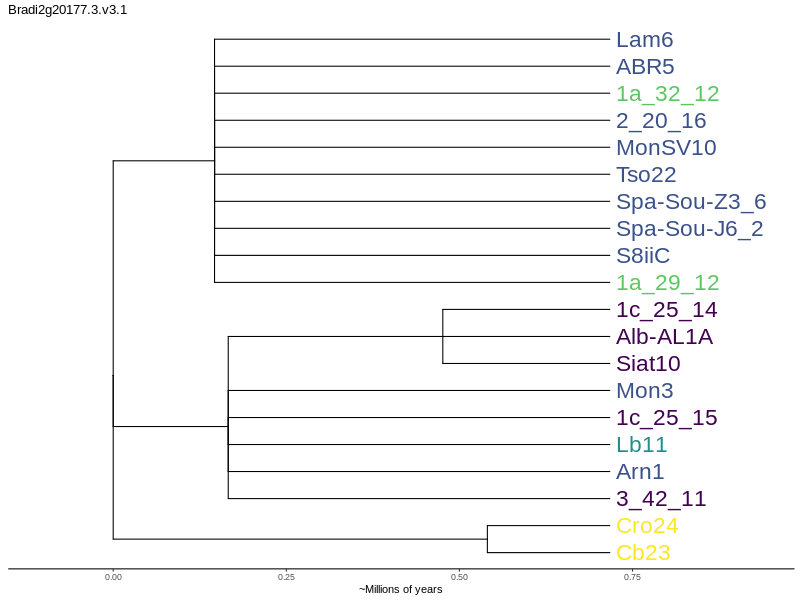 Bradi2g20177.3.v3.1
Lam6
ABR5
1a_32_12
2_20_16
MonSV10
Tso22
Spa-Sou-Z3_6
Spa-Sou-J6_2
S8iiC
1a_29_12
1c_25_14
Alb-AL1A
Siat10
Mon3
1c_25_15
Lb11
Arn1
3_42_11
Cro24
Cb23
0.00 0.25 0.50 0.75
~Millions of years